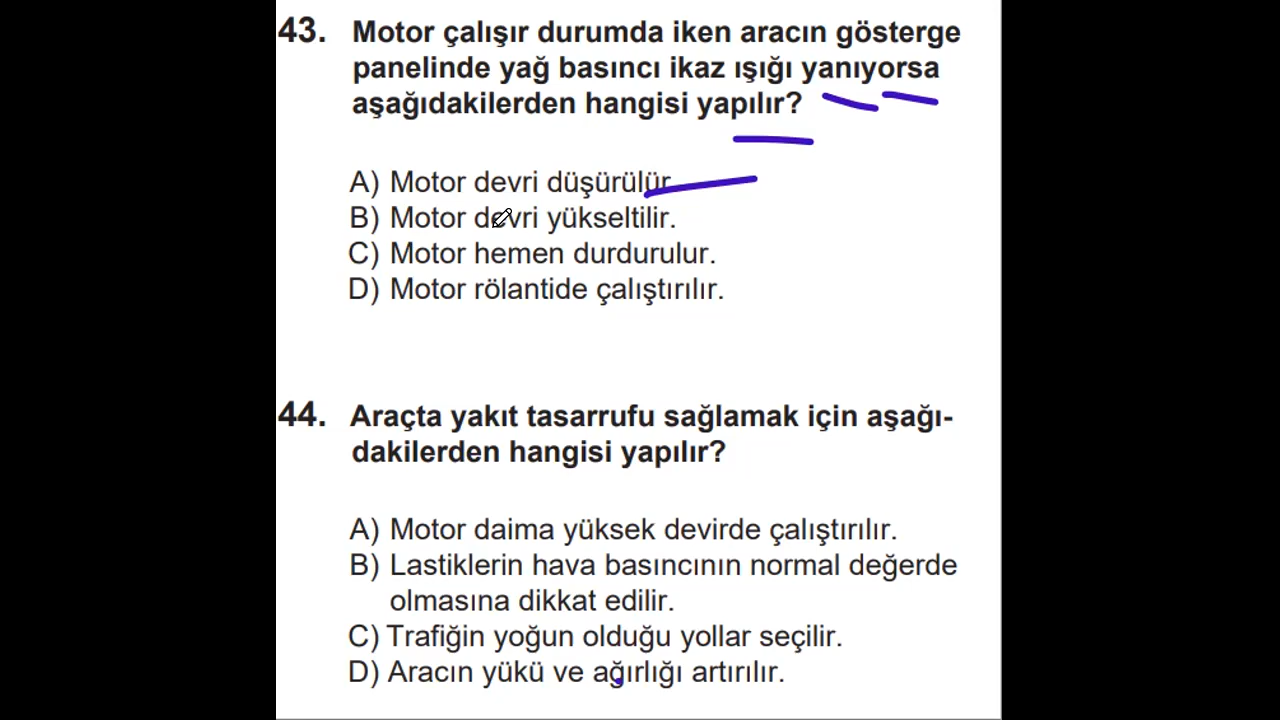 43. Motor çalışır durumda iken aracın gösterge
panelinde yağ basıncı ikaz ışığı yanıyorsa
aşağıdakilerden hangisi yapılır?
A) Motor devri düşürülür
B) Motor devri yükseltilir.
C) Motor hemen durdurulur.
D) Motor rölantide çalıştırılır.
44. Araçta yakıt tasarrufu sağlamak için aşağı-
dakilerden hangisi yapılır?
A) Motor daima yüksek devirde çalıştırılır.
B) Lastiklerin hava basıncının normal değerde
olmasına dikkat edilir.
C) Trafiğin yoğun olduğu yollar seçilir.
D) Aracın yükü ve ağırlığı artırılır.